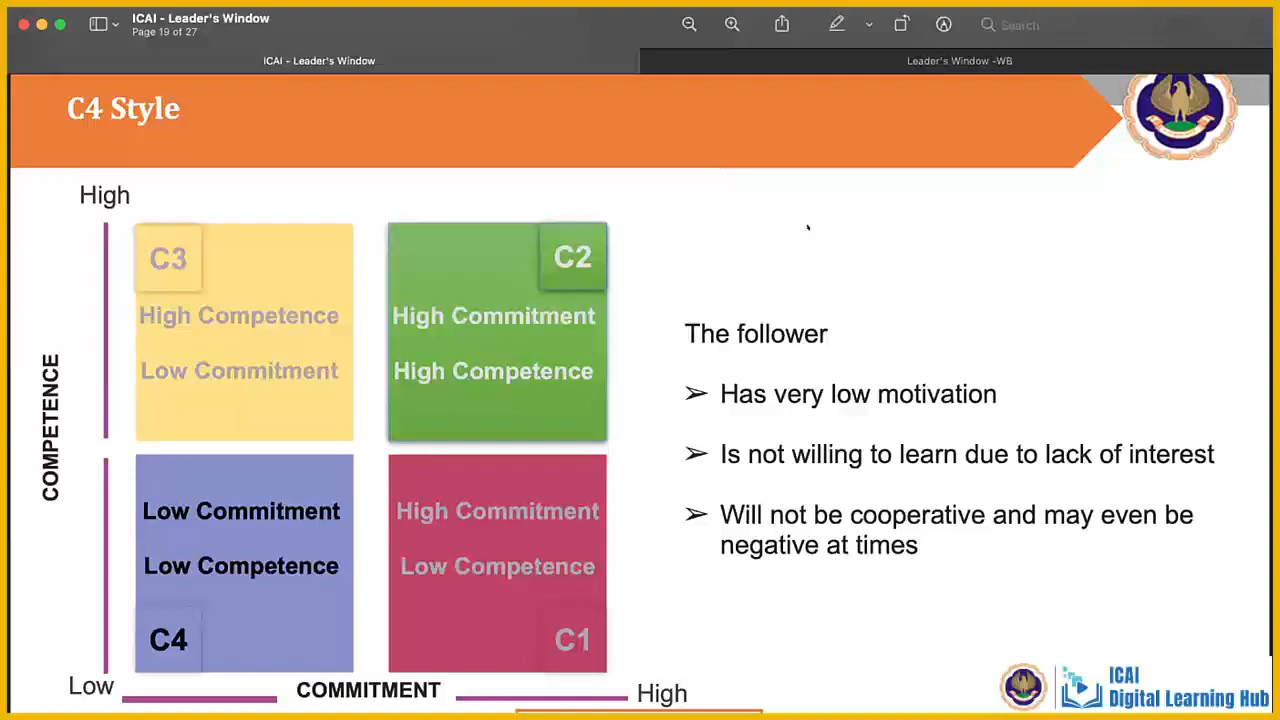 ICAI - Leader's Window
Page 19 of 27
Search
ICAI - Leader's Window
Leader's Window -WB
C4 Style
High
C3
High Competence
Low Commitment
C2
High Commitment
High Competence
COMPETENCE
Low Commitment
Low Competence
C4
High Commitment
Low Competence
C1
Low
COMMITMENT
High
The follower
➢ Has very low motivation
➢ Is not willing to learn due to lack of interest
➢ Will not be cooperative and may even be
negative at times
ICAI
Digital Learning Hub